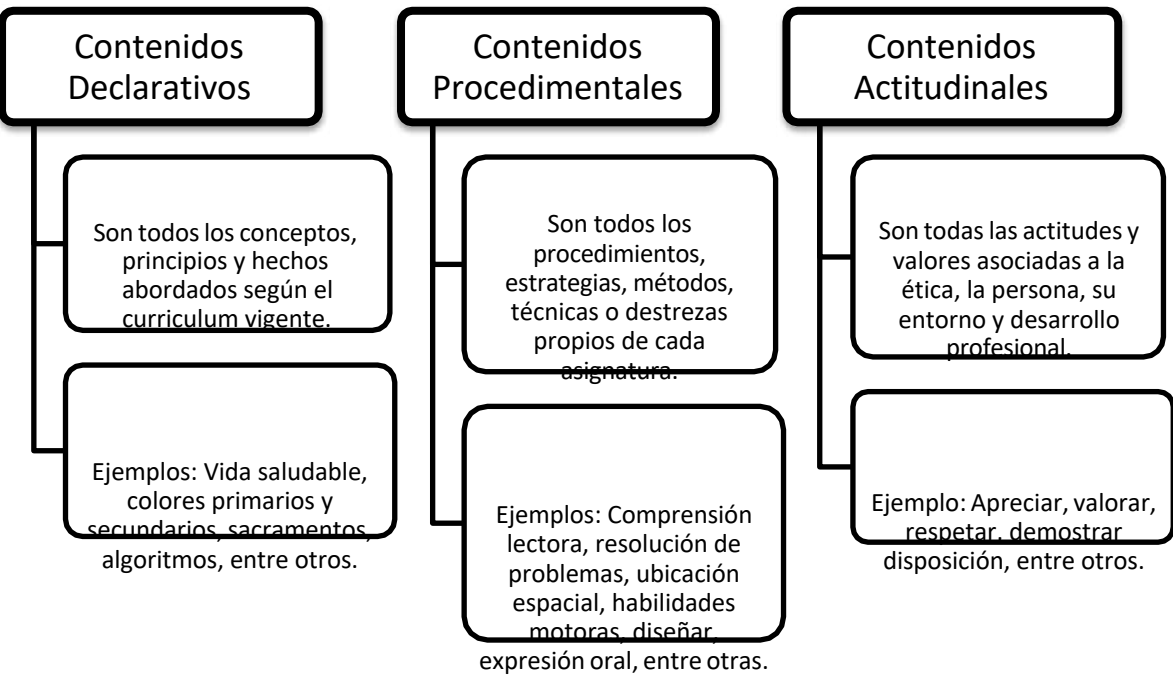 Contenidos
Declarativos
Son todos los conceptos,
principios y hechos
abordados según el
curriculum vigente.
Ejemplos: Vida saludable,
colores primarios y
secundarios, sacramentos,
algoritmos, entre otros.
Contenidos
Procedimentales
Son todos los
procedimientos,
estrategias, métodos,
técnicas o destrezas
propios de cada
asignatura.
Ejemplos: Comprensión
lectora, resolución de
problemas, ubicación
espacial, habilidades
motoras, diseñar,
expresión oral, entre otras.
Contenidos
Actitudinales
Son todas las actitudes y
valores asociadas a la
ética, la persona, su
entorno y desarrollo
profesional.
Ejemplo: Apreciar, valorar,
respetar, demostrar
disposición, entre otros.